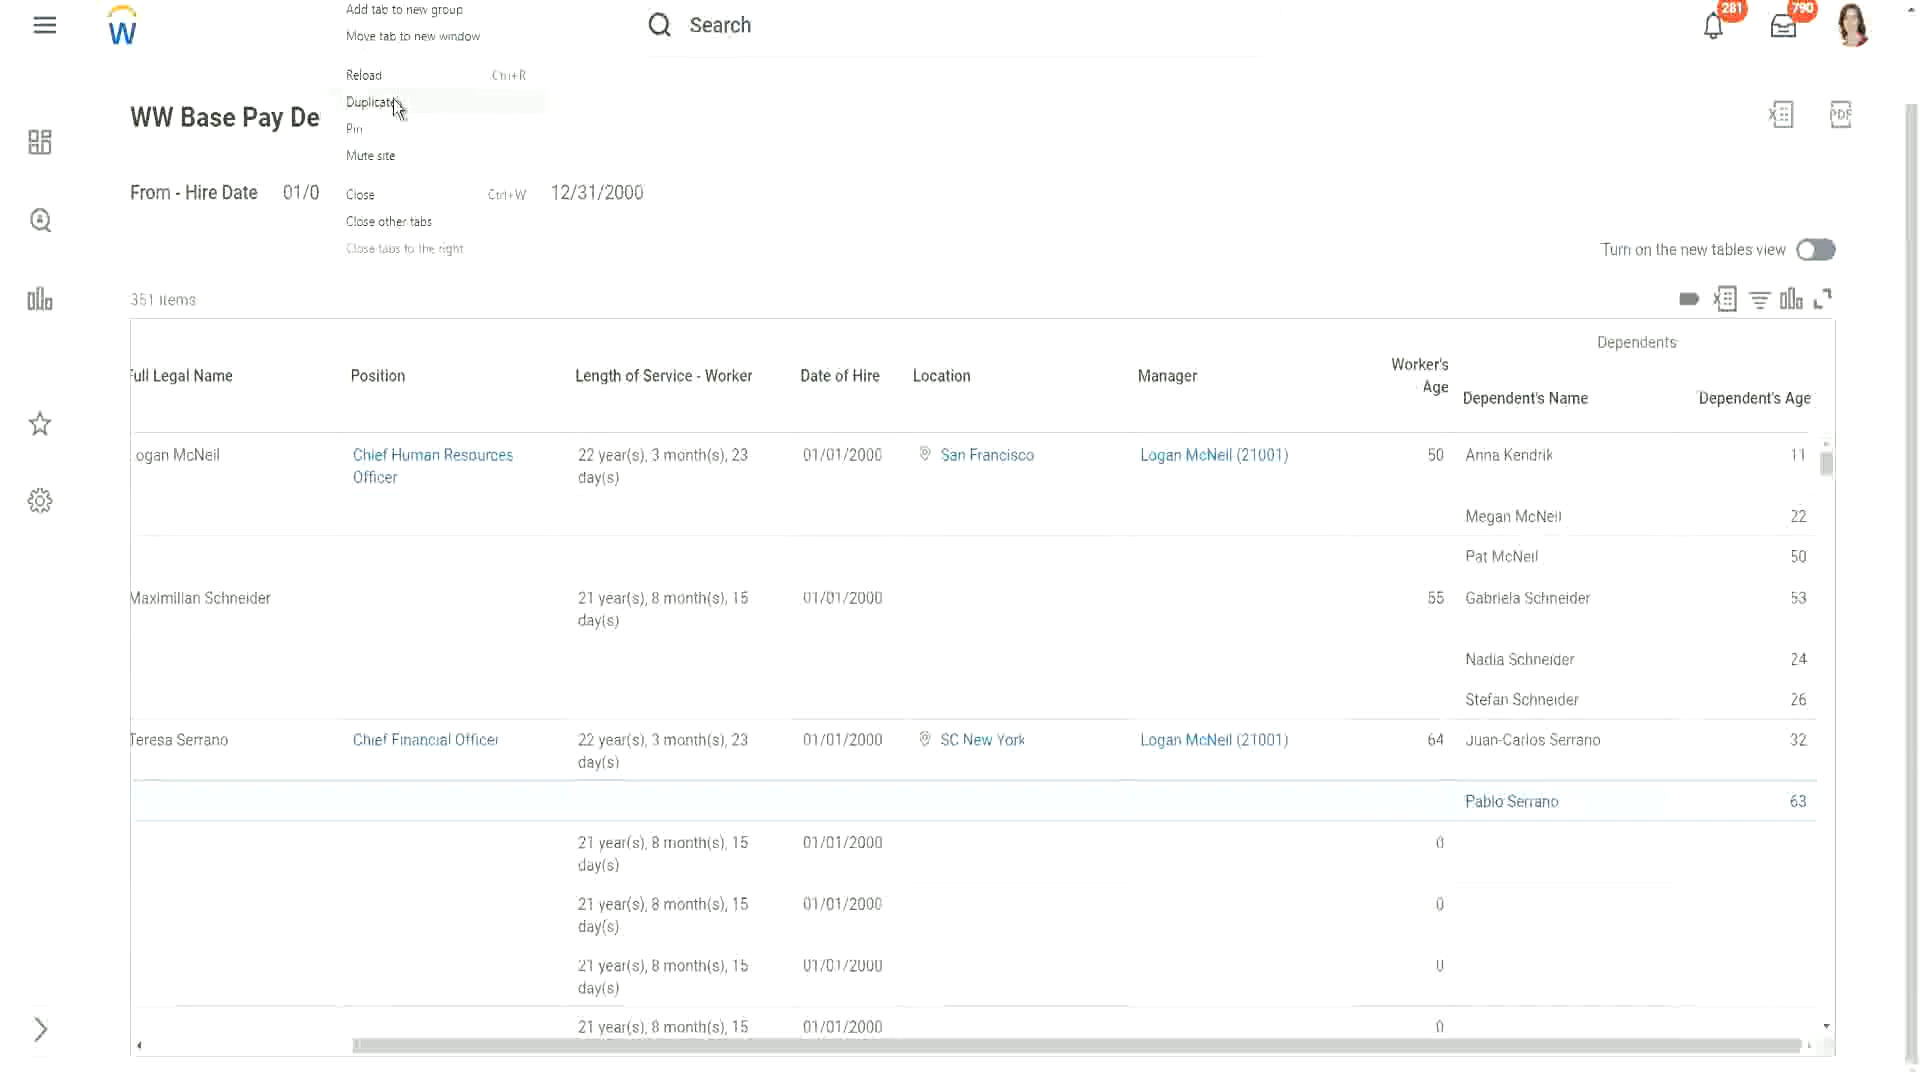 Add tab to new group
Move tab to new window
Reload Ctrl+R
Duplicate
Pin
Mute site
Close Ctrl+W
Close other tabs
Close tabs to the right
W
Search
281
790
WW Base Pay De
PDF
From - Hire Date 01/0 12/31/2000
Turn on the new tables view
351 items
Dependents
Full Legal Name Position Length of Service - Worker Date of Hire Location Manager Worker's Age Dependent's Name Dependent's Age
ogan McNeil Chief Human Resources Officer 22 year(s), 3 month(s), 23 day(s) 01/01/2000 San Francisco Logan McNeil (21001) 50 Anna Kendrik 11
Megan McNeil 22
Pat McNeil 50
Maximilian Schneider 21 year(s), 8 month(s), 15 day(s) 01/01/2000 55 Gabriela Schneider 53
Nadia Schneider 24
Stefan Schneider 26
Teresa Serrano Chief Financial Officer 22 year(s), 3 month(s), 23 day(s) 01/01/2000 SC New York Logan McNeil (21001) 64 Juan-Carlos Serrano 32
Pablo Serrano 63
21 year(s), 8 month(s), 15 day(s) 01/01/2000 0
21 year(s), 8 month(s), 15 day(s) 01/01/2000 0
21 year(s), 8 month(s), 15 day(s) 01/01/2000 0
21 year(s), 8 month(s), 15 01/01/2000 0